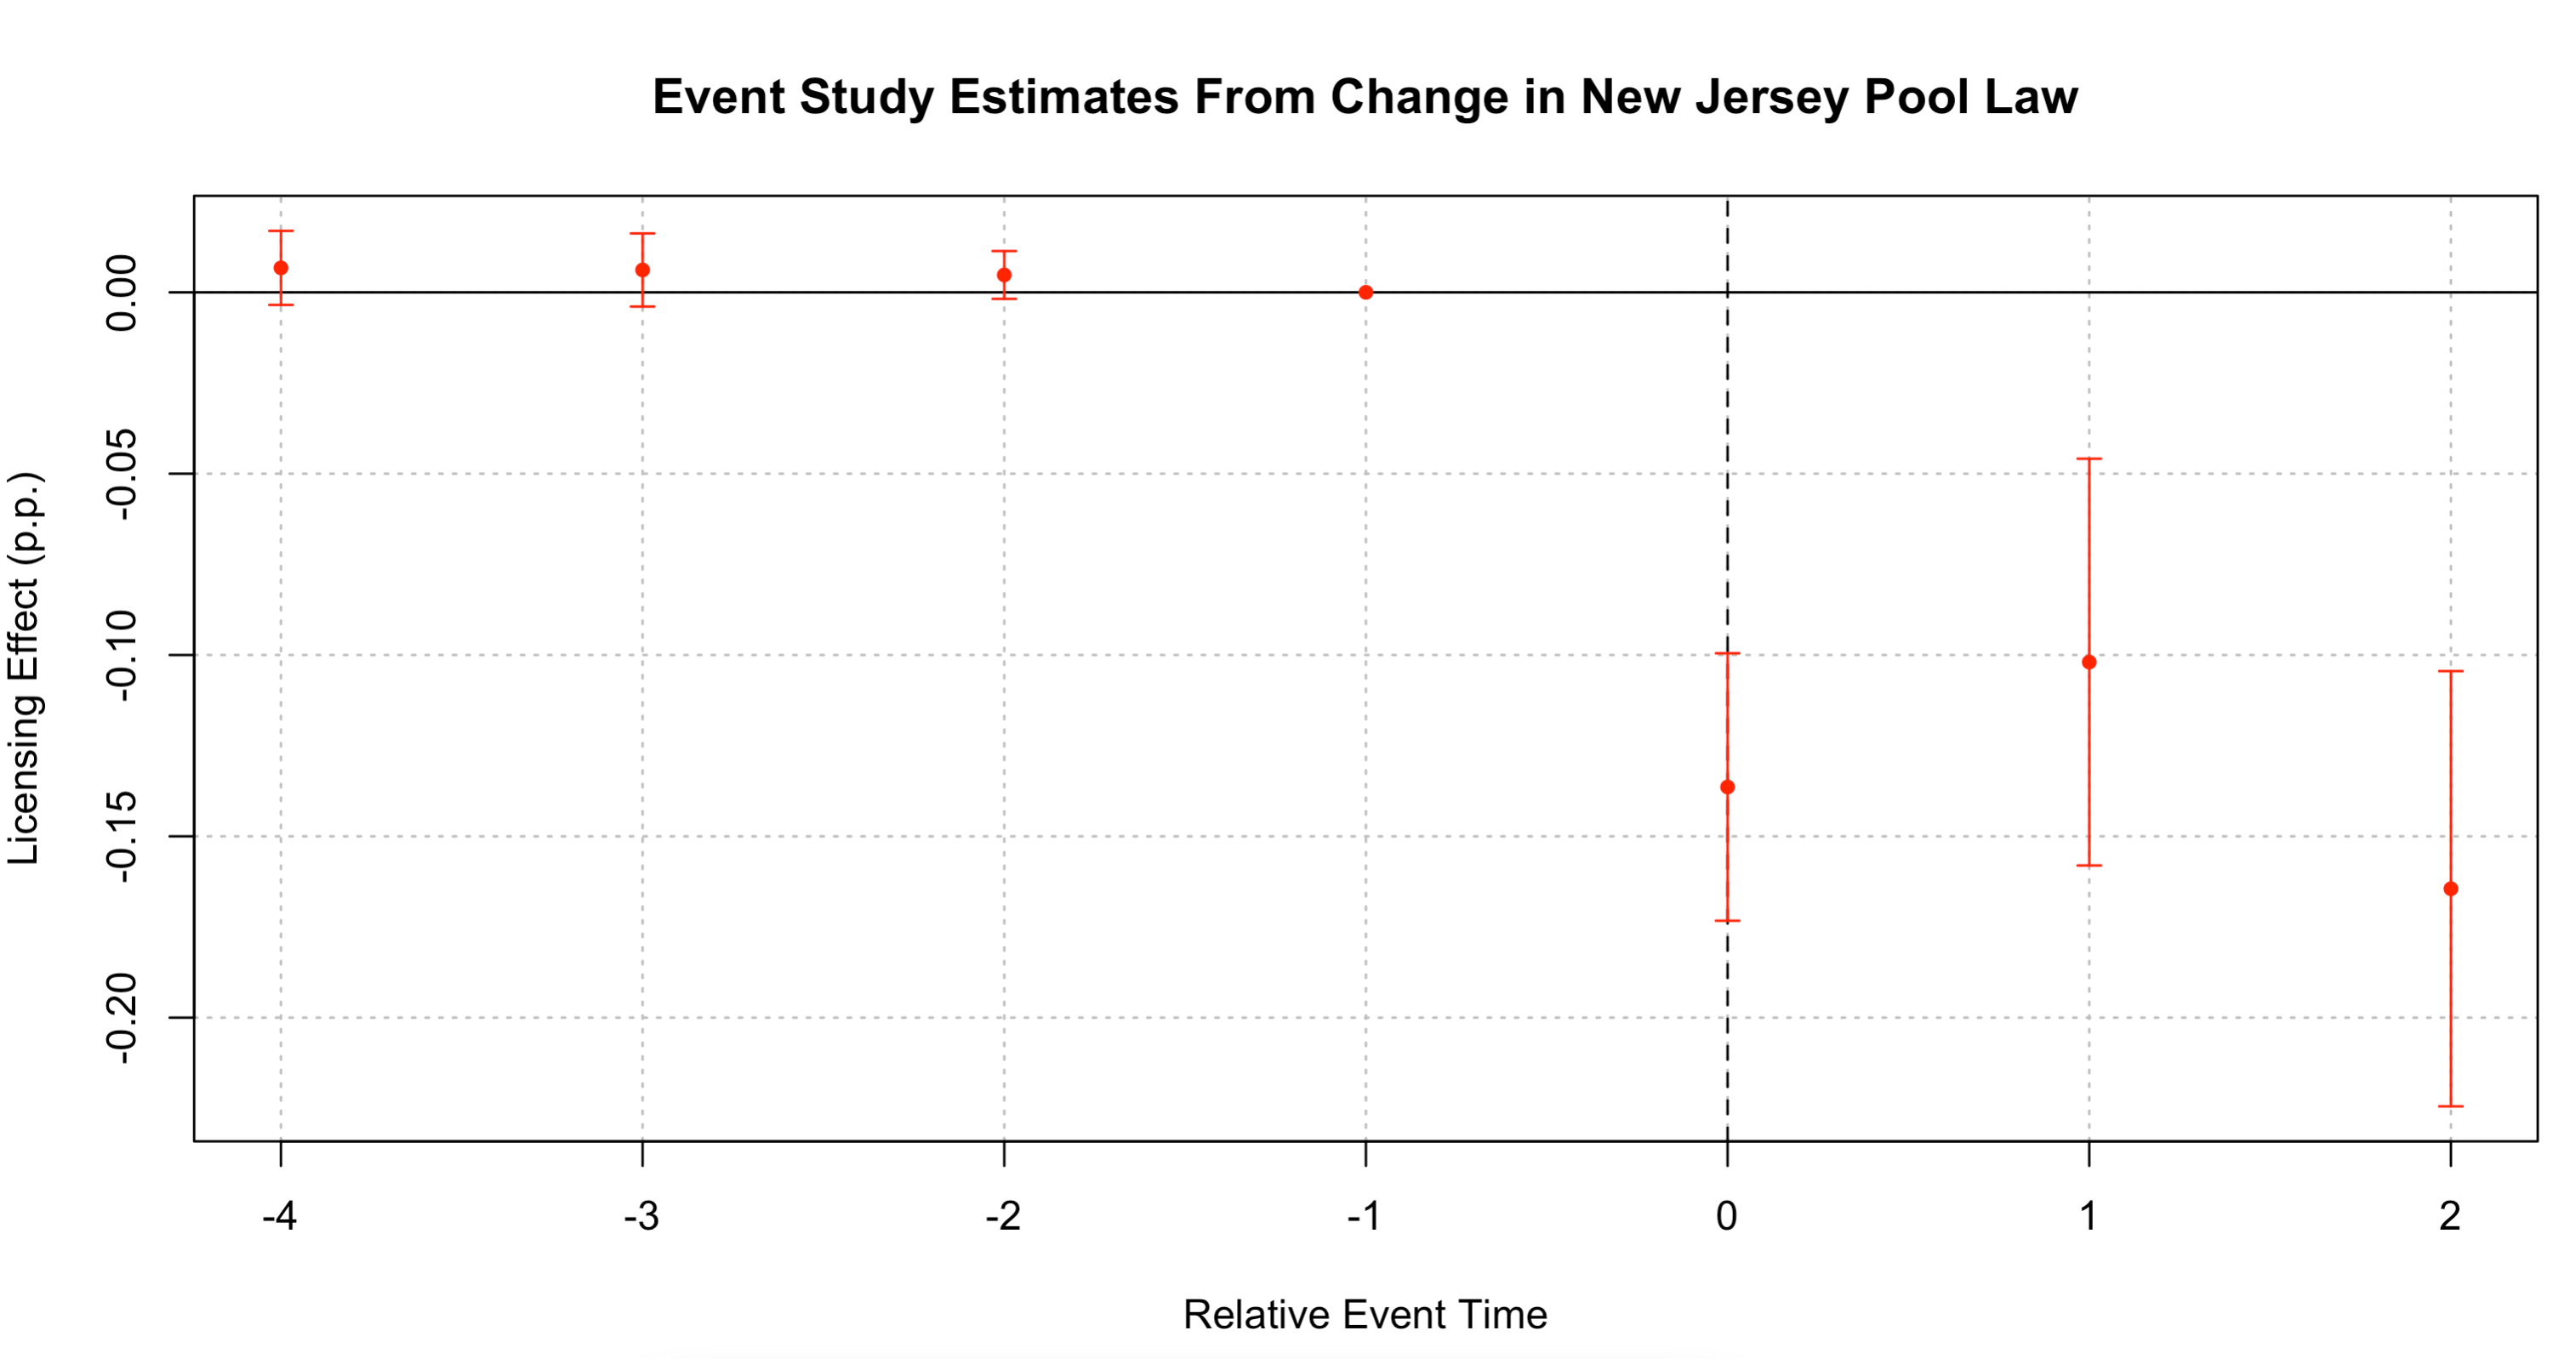 Event Study Estimates From Change in New Jersey Pool Law
Licensing Effect (p.p.)
0.00
-0.05
-0.10
-0.15
-0.20
-4 -3 -2 -1 0 1 2
Relative Event Time